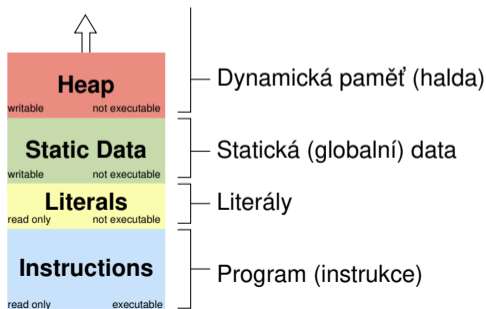 Heap
writable not executable
Dynamická paměť (halda)
Static Data
writable not executable
Statická (globalní) data
Literals
read only not executable
Literály
Instructions
read only executable
Program (instrukce)